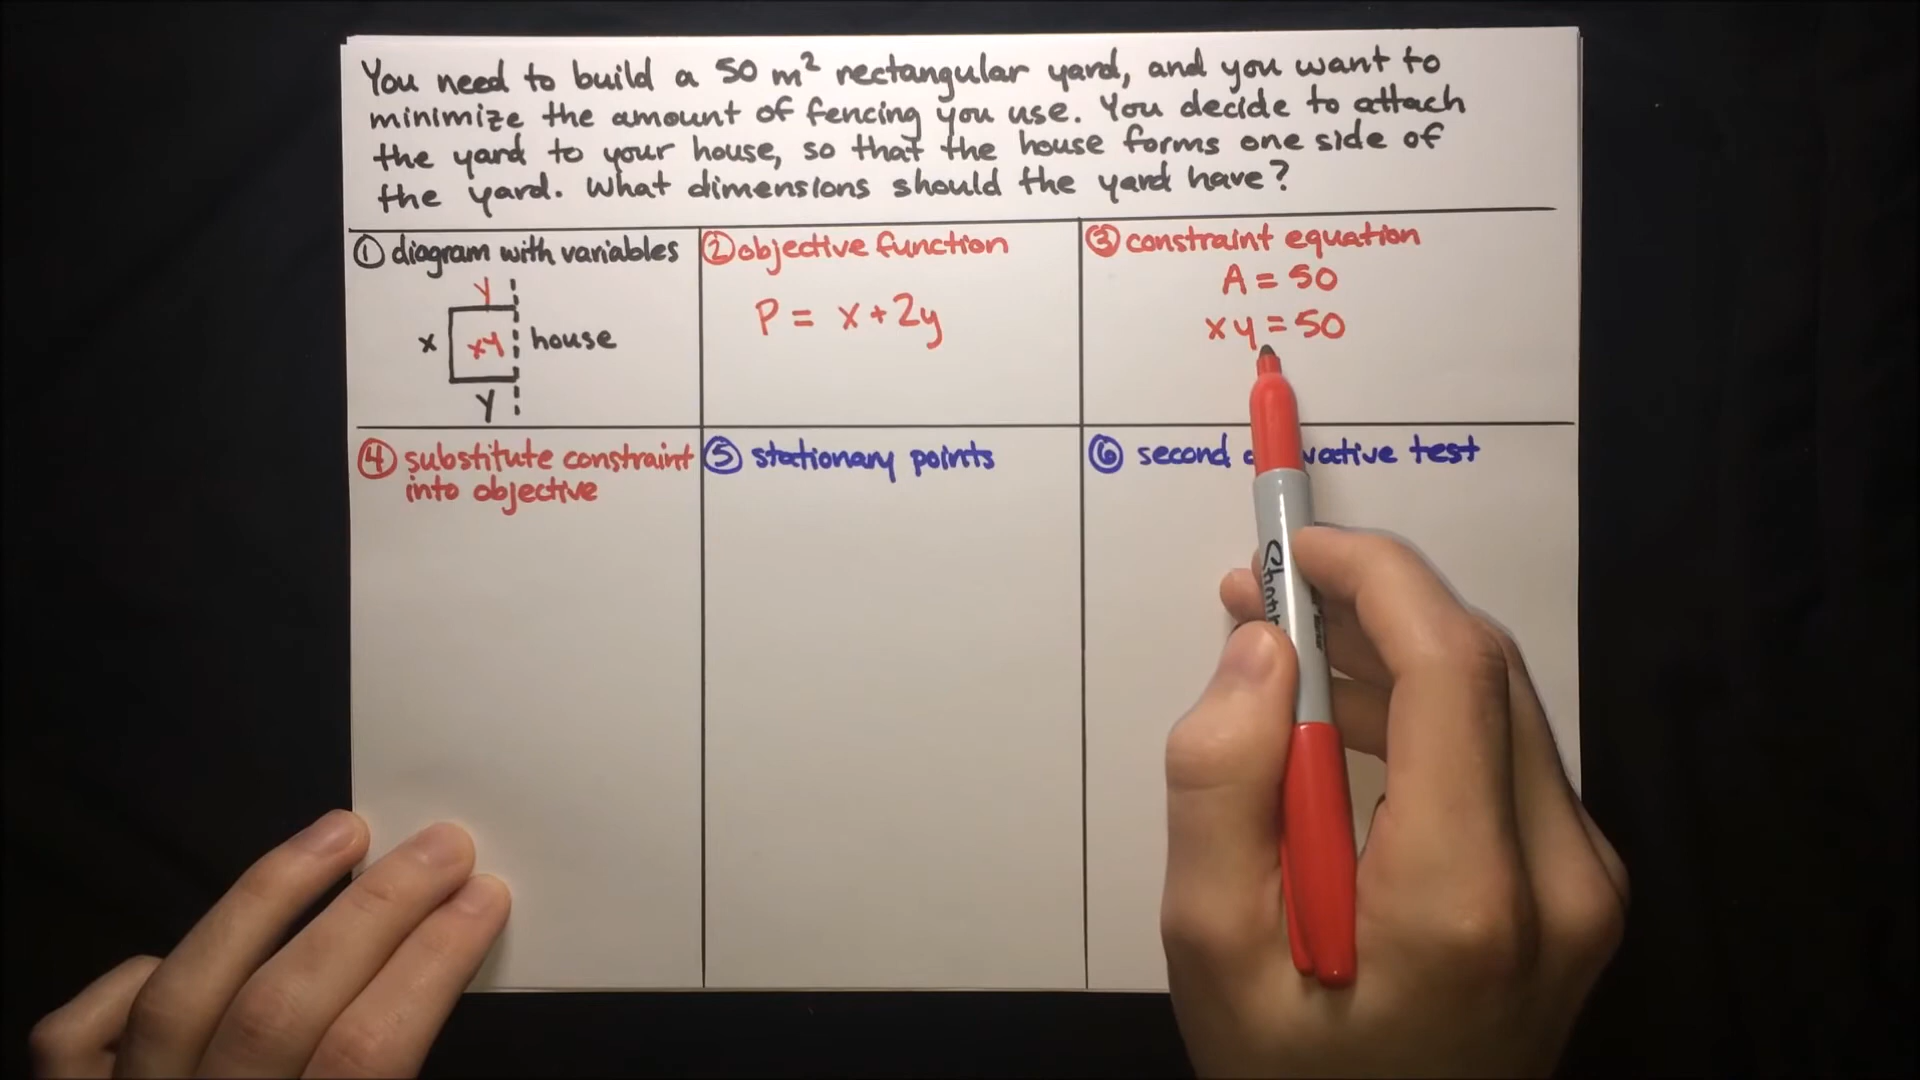 You need to build a 50 m² rectangular yard, and you want to
minimize the amount of fencing you use. You decide to attach
the yard to your house, so that the house forms one side of
the yard. What dimensions should the yard have?
① diagram with variables
y
x
xy
house
y
② objective function
P = x + 2y
③ constraint equation
A = 50
xy = 50
④ substitute constraint
into objective
⑤ stationary points
⑥ second test